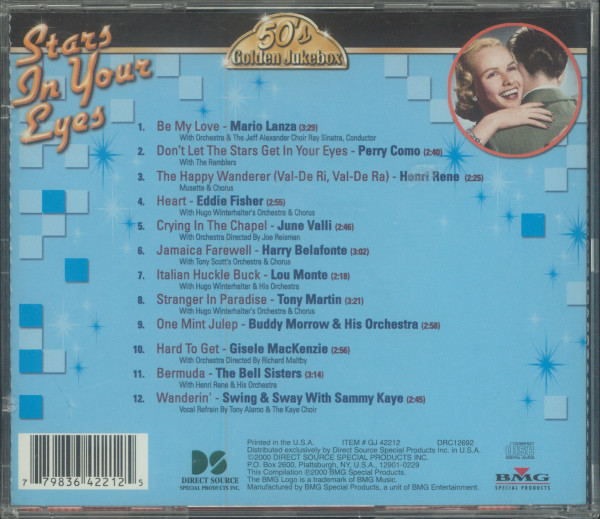 Stars
In Your
Eyes
50's
Golden Jukebox
1. Be My Love - Mario Lanza (3:29)
With Orchestra & The Jeff Alexander Choir Ray Sinatra, Conductor
2. Don't Let The Stars Get In Your Eyes - Perry Como (2:40)
With The Ramblers
3. The Happy Wanderer (Val-De Ri, Val-De Ra) - Henri Rene (2:25)
Musette & Chorus
4. Heart - Eddie Fisher (2:55)
With Hugo Winterhalter's Orchestra & Chorus
5. Crying In The Chapel - June Valli (2:46)
With Orchestra Directed By Joe Reisman
6. Jamaica Farewell - Harry Belafonte (3:02)
With Tony Scott's Orchestra & Chorus
7. Italian Huckle Buck - Lou Monte (2:18)
With Hugo Winterhalter & His Orchestra
8. Stranger In Paradise - Tony Martin (3:21)
With Hugo Winterhalter's Orchestra & Chorus
9. One Mint Julep - Buddy Morrow & His Orchestra (2:58)
10. Hard To Get - Gisele MacKenzie (2:56)
With Orchestra Directed By Richard Maltby
11. Bermuda - The Bell Sisters (3:14)
With Henri Rene & His Orchestra
12. Wanderin' - Swing & Sway With Sammy Kaye (2:45)
Vocal Refrain By Tony Alamo & The Kaye Choir
7 79836 42212 5
DS
DIRECT SOURCE
SPECIAL PRODUCTS INC.
Printed in the U.S.A. ITEM # GJ 42212 DRC12692
Distributed exclusively by Direct Source Special Products Inc. in U.S.A.
©2000 DIRECT SOURCE SPECIAL PRODUCTS INC.
P.O. Box 2600, Plattsburgh, N.Y., U.S.A., 12901-0229
This Compilation ℗2000 BMG Special Products.
The BMG Logo is a trademark of BMG Music.
Manufactured by BMG Special Products, a unit of BMG Entertainment.
COMPACT
disc
DIGITAL AUDIO
BMG
SPECIAL PRODUCTS